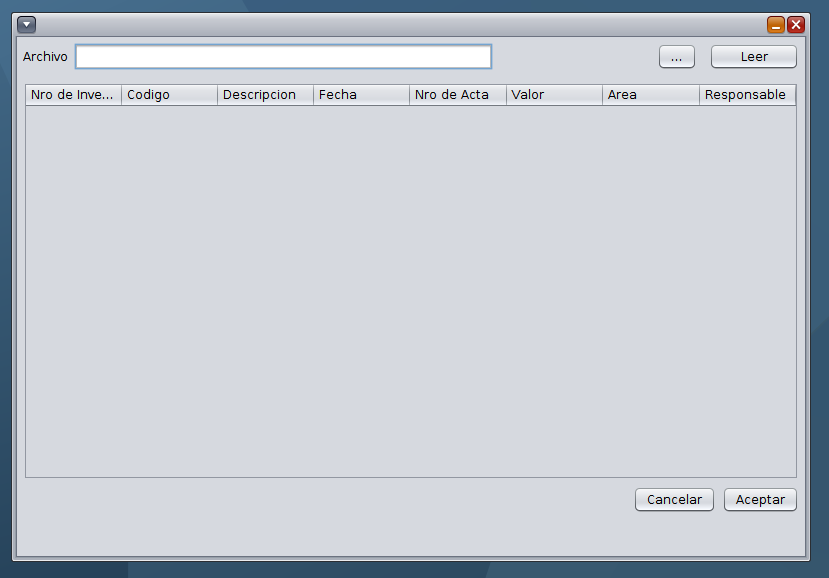 Archivo ... Leer
Nro de Inve... Codigo Descripcion Fecha Nro de Acta Valor Area Responsable
Cancelar Aceptar